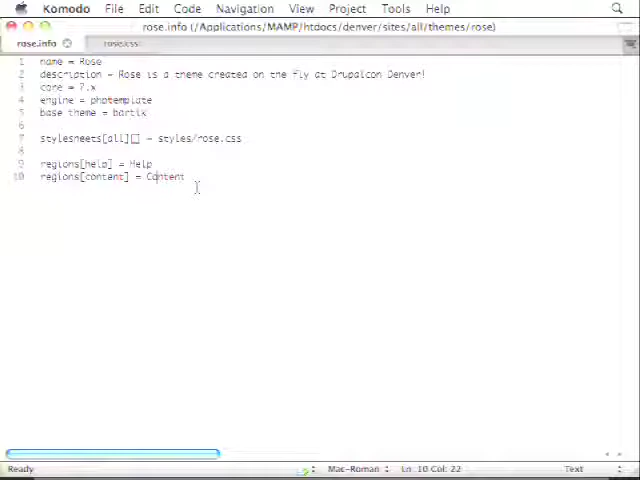 Komodo File Edit Code Navigation View Project Tools Help
rose.info (/Applications/MAMP/htdocs/denver/sites/all/themes/rose)
rose.info rose.css
1 name = Rose
2 description = Rose is a theme created on the fly at Drupalcon Denver!
3 core = 7.x
4 engine = phptemplate
5 base theme = bartik
6
7 stylesheets[all][] = styles/rose.css
8
9 regions[help] = Help
10 regions[content] = Content
Ready Mac-Roman Ln: 10 Col: 22 Text